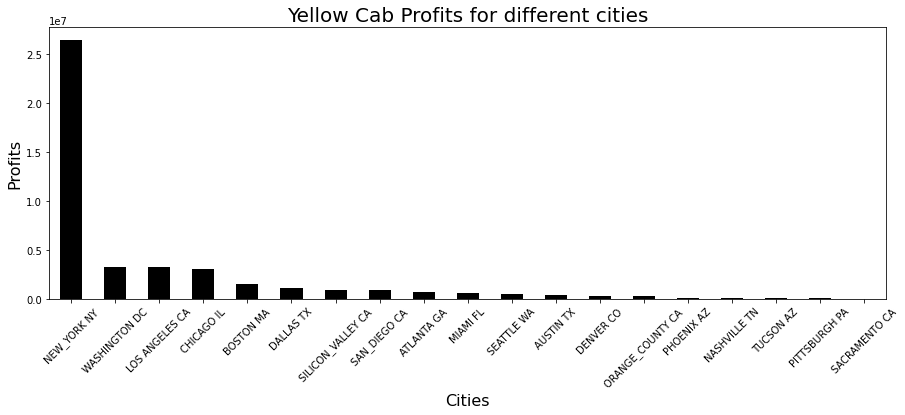 Yellow Cab Profits for different cities
1e7
2.5
2.0
1.5
1.0
0.5
0.0
Profits
NEW_YORK NY
WASHINGTON DC
LOS ANGELES CA
CHICAGO IL
BOSTON MA
DALLAS TX
SILICON_VALLEY CA
SAN_DIEGO CA
ATLANTA GA
MIAMI FL
SEATTLE WA
AUSTIN TX
DENVER CO
ORANGE_COUNTY CA
PHOENIX AZ
NASHVILLE TN
TUCSON AZ
PITTSBURGH PA
SACRAMENTO CA
Cities